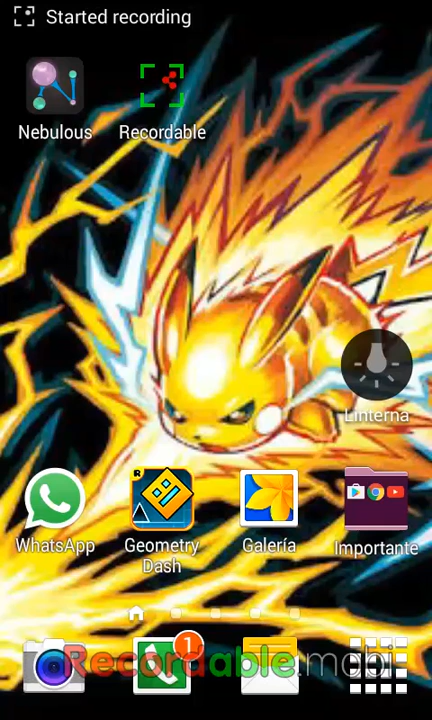 Started recording
Nebulous
Recordable
Linterna
WhatsApp
Geometry
Dash
Galería
Importante
1
Recordable.mobi